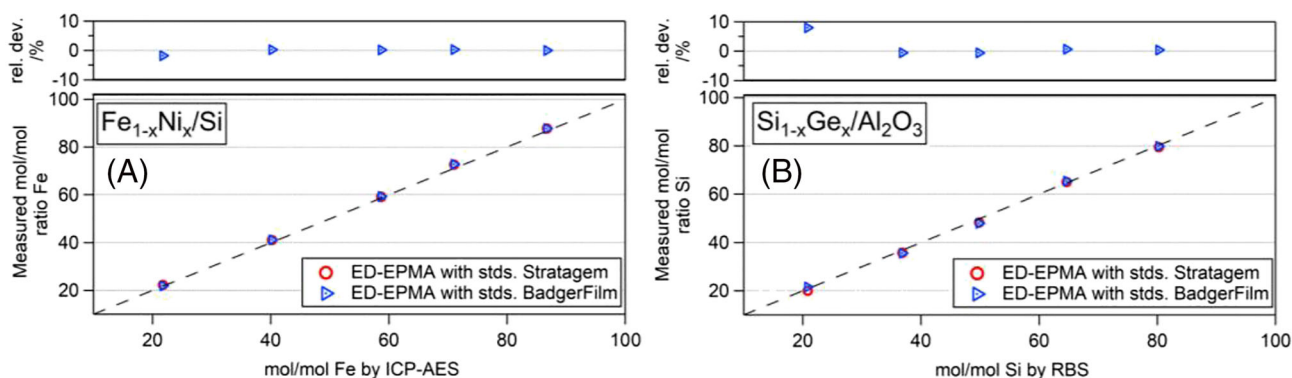 rel. dev.
/%
10
0
-10
Measured mol/mol
ratio Fe
100
80
60
40
20
Fe1-xNix/Si
(A)
ED-EPMA with stds. Stratagem
ED-EPMA with stds. BadgerFilm
20 40 60 80 100
mol/mol Fe by ICP-AES
rel. dev.
/%
10
0
-10
Measured mol/mol
ratio Si
100
80
60
40
20
Si1-xGex/Al2O3
(B)
ED-EPMA with stds. Stratagem
ED-EPMA with stds. BadgerFilm
20 40 60 80 100
mol/mol Si by RBS